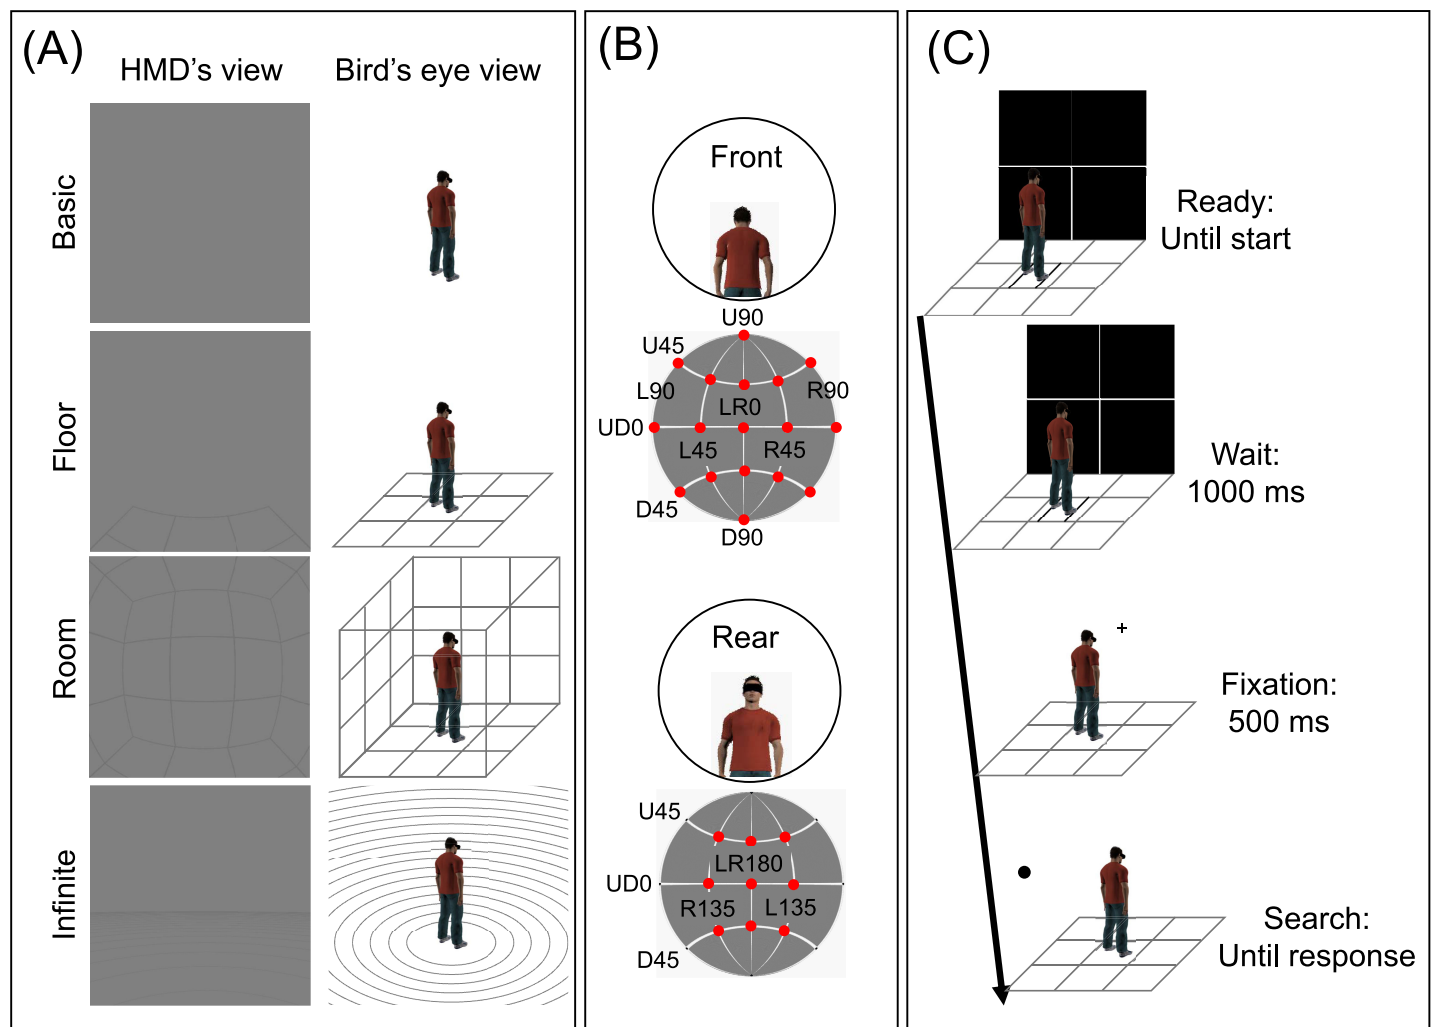 (A)
HMD's view
Bird's eye view
Basic
Floor
Room
Infinite
(B)
Front
U90
U45
L90
R90
LR0
UD0
L45
R45
D45
D90
Rear
U45
LR180
UD0
R135
L135
D45
(C)
Ready:
Until start
Wait:
1000 ms
Fixation:
500 ms
Search:
Until response